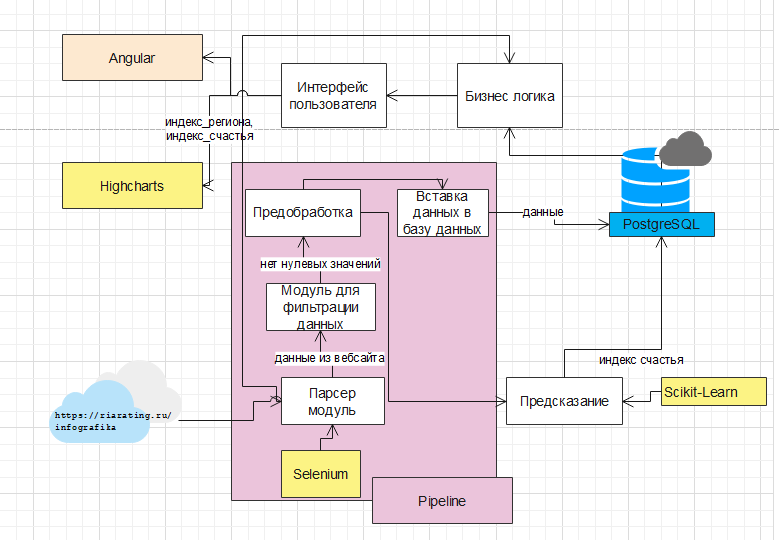 Angular
Интерфейс
пользователя
Бизнес логика
индекс_региона,
индекс_счастья
Highcharts
Предобработка
Вставка
данных в
базу данных
данные
PostgreSQL
нет нулевых значений
Модуль для
фильтрации
данных
данные из вебсайта
индекс счастья
Парсер
модуль
Предсказание
Scikit-Learn
https://riarating.ru/
infografika
Selenium
Pipeline